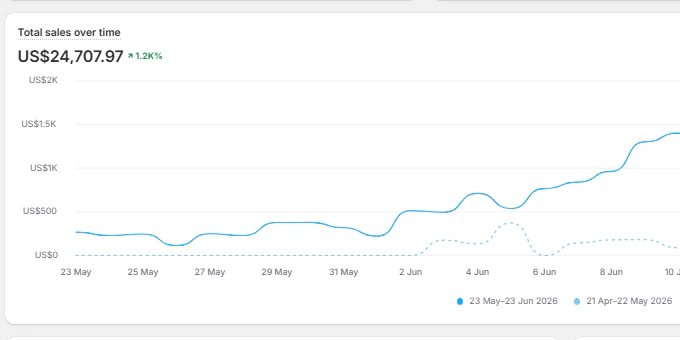 Total sales over time
US$24,707.97 ↗1.2K%
US$2K
US$1.5K
US$1K
US$500
US$0
23 May 25 May 27 May 29 May 31 May 2 Jun 4 Jun 6 Jun 8 Jun 10 J
23 May–23 Jun 2026 21 Apr–22 May 2026